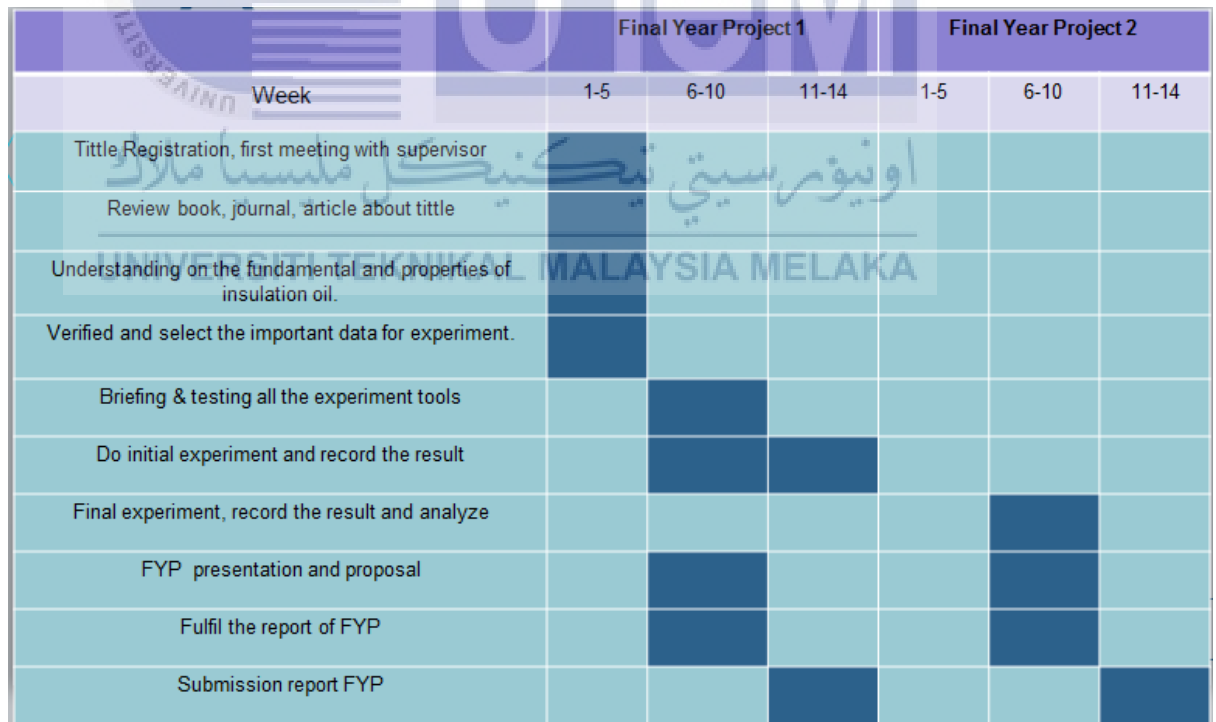 Final Year Project 1 Final Year Project 2
Week 1-5 6-10 11-14 1-5 6-10 11-14
Tittle Registration, first meeting with supervisor
Review book, journal, article about tittle
Understanding on the fundamental and properties of
insulation oil.
Verified and select the important data for experiment.
Briefing & testing all the experiment tools
Do initial experiment and record the result
Final experiment, record the result and analyze
FYP presentation and proposal
Fulfil the report of FYP
Submission report FYP
UNIVERSITI
UTeM
اونيۏرسيتي تيكنيكل مليسيا ملاك
UNIVERSITI TEKNIKAL MALAYSIA MELAKA